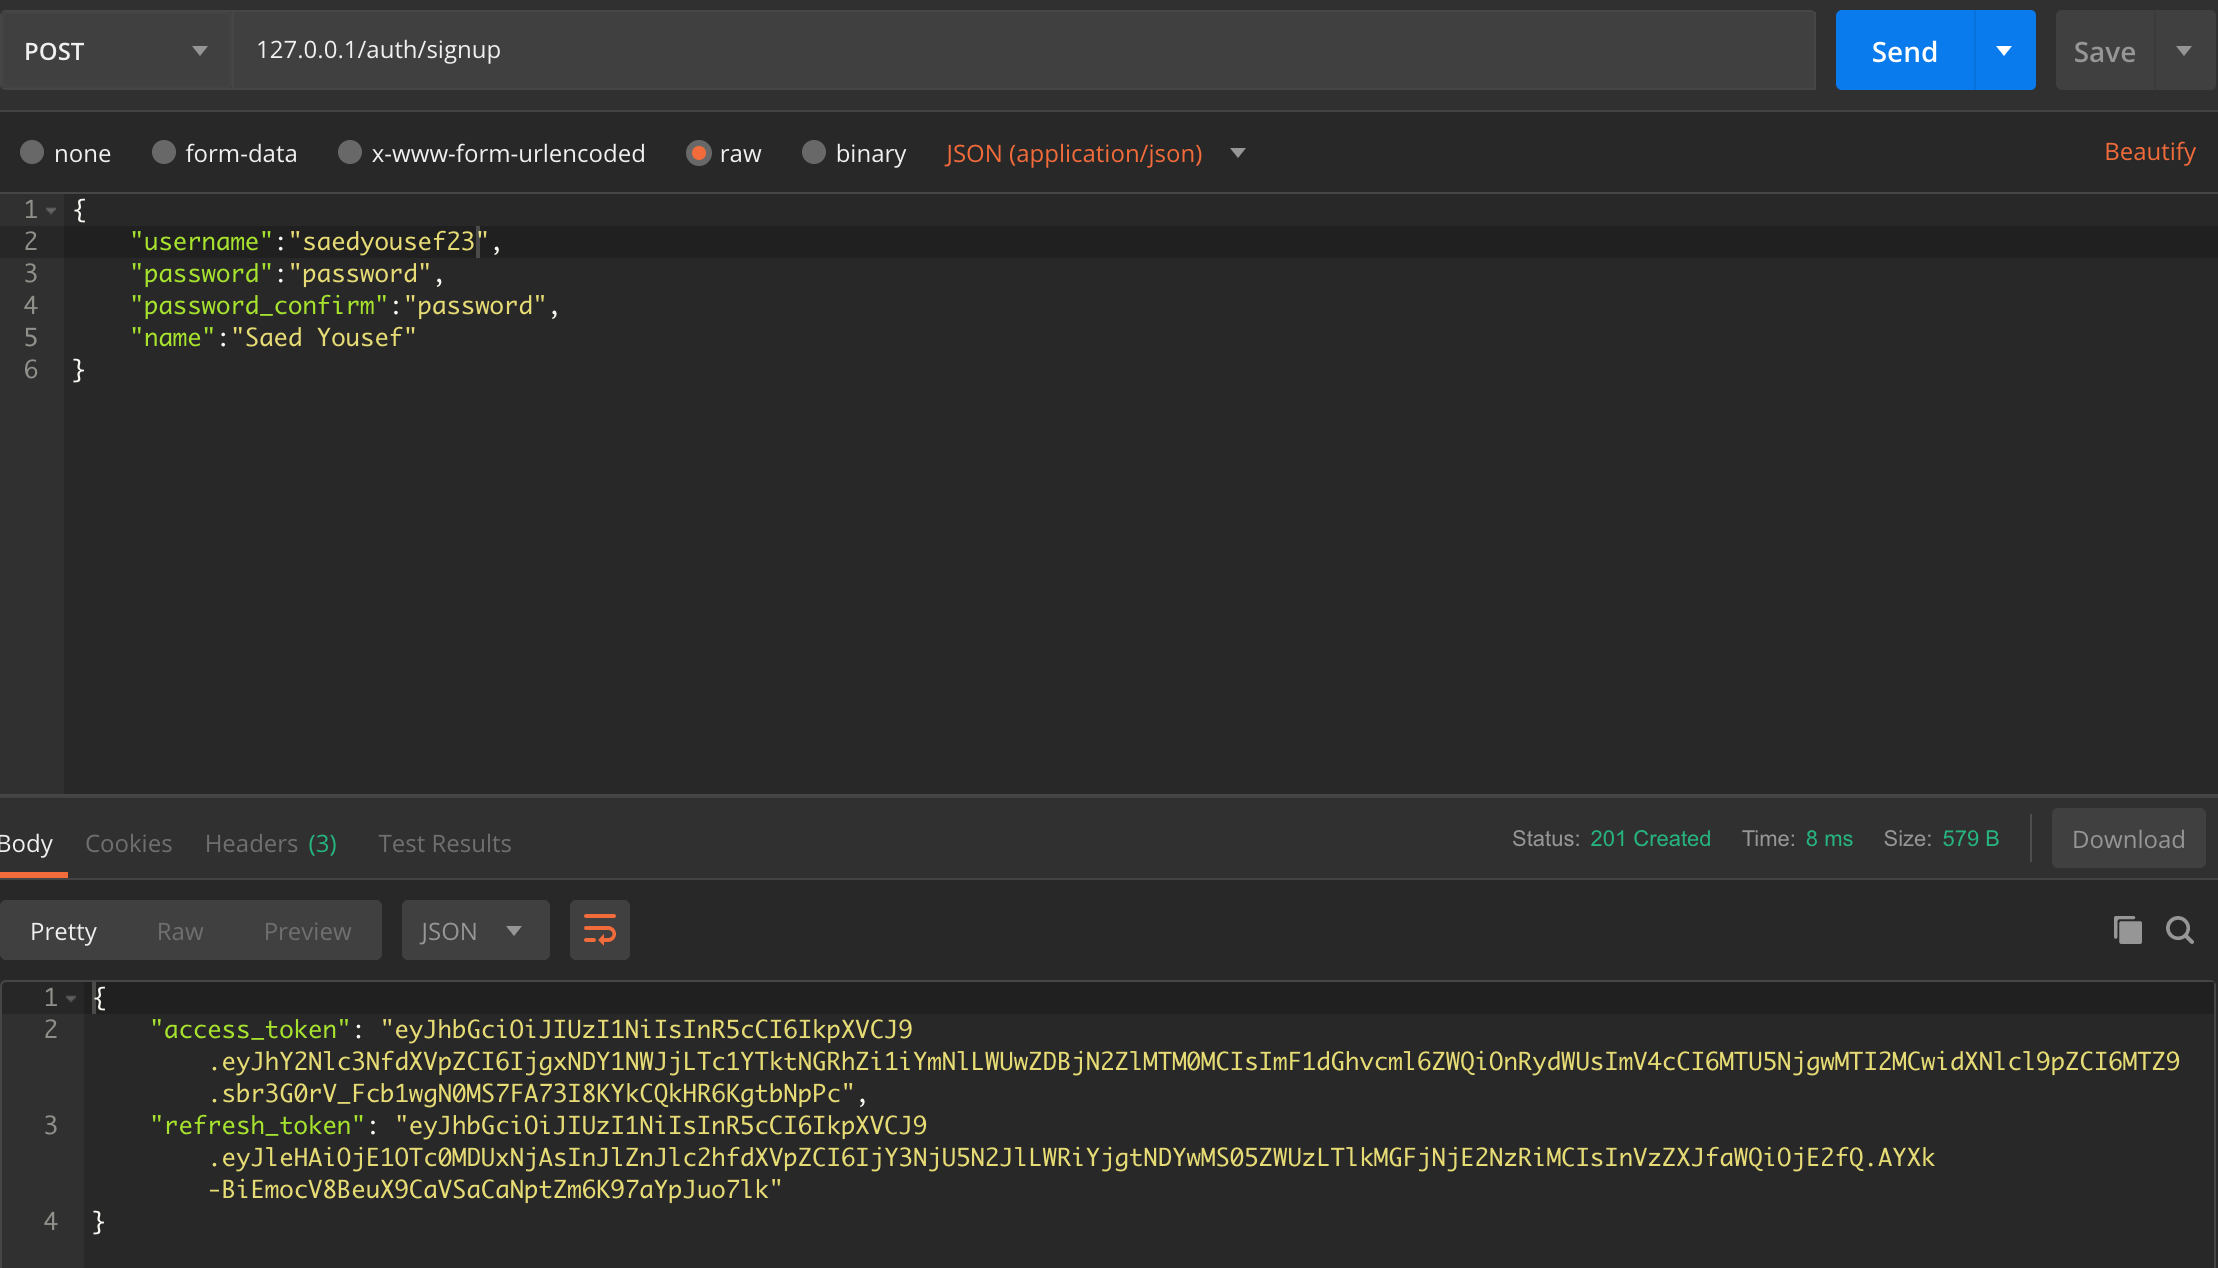 POST 127.0.0.1/auth/signup Send Save
none form-data x-www-form-urlencoded raw binary JSON (application/json) Beautify
1 {
2 "username":"saedyousef23",
3 "password":"password",
4 "password_confirm":"password",
5 "name":"Saed Yousef"
6 }
Body Cookies Headers (3) Test Results Status: 201 Created Time: 8 ms Size: 579 B Download
Pretty Raw Preview JSON
1 {
2 "access_token": "eyJhbGciOiJIUzI1NiIsInR5cCI6IkpXVCJ9
.eyJhY2Nlc3NfdXVpZCI6IjgxNDY1NWJjLTc1YTktNGRhZi1iYmNlLWUwZDBjN2ZlMTM0MCIsImF1dGhvcml6ZWQiOnRydWUsImV4cCI6MTU5NjgwMTI2MCwidXNlcl9pZCI6MTZ9
.sbr3G0rV_Fcb1wgN0MS7FA73I8KYkCQkHR6KgtbNpPc",
3 "refresh_token": "eyJhbGciOiJIUzI1NiIsInR5cCI6IkpXVCJ9
.eyJleHAiOjE1OTc0MDUxNjAsInJlZnJlc2hfdXVpZCI6IjY3NjU5N2JlLWRiYjgtNDYwMS05ZWUzLTlkMGFjNjE2NzRiMCIsInVzZXJfaWQiOjE2fQ.AYXk
-BiEmocV8BeuX9CaVSaCaNptZm6K97aYpJuo7lk"
4 }